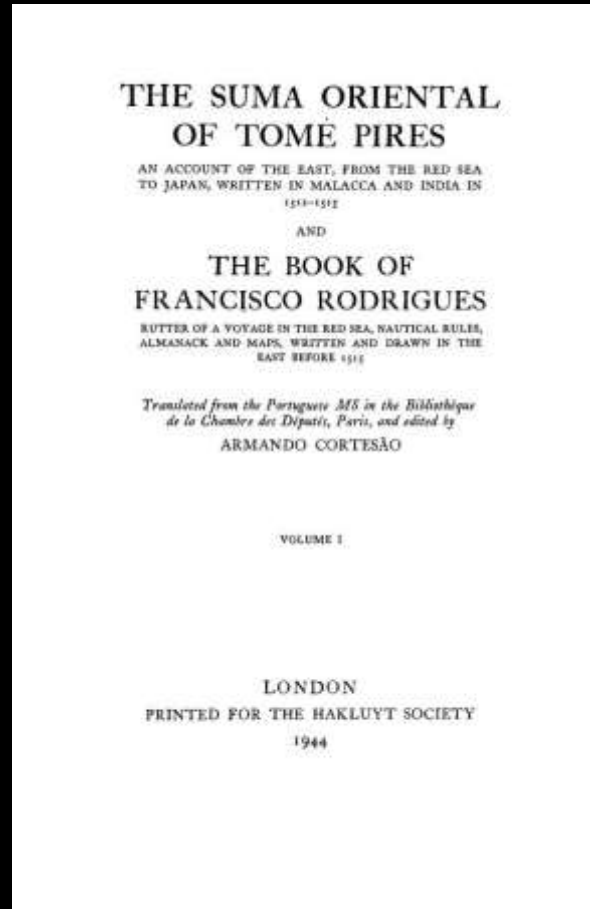 THE SUMA ORIENTAL
OF TOMÉ PIRES
AN ACCOUNT OF THE EAST, FROM THE RED SEA
TO JAPAN, WRITTEN IN MALACCA AND INDIA IN
1512-1515
AND
THE BOOK OF
FRANCISCO RODRIGUES
RUTTER OF A VOYAGE IN THE RED SEA, NAUTICAL RULES,
ALMANACK AND MAPS, WRITTEN AND DRAWN IN THE
EAST BEFORE 1515
Translated from the Portuguese MS in the Bibliothèque
de la Chambre des Députés, Paris, and edited by
ARMANDO CORTESÃO
VOLUME I
LONDON
PRINTED FOR THE HAKLUYT SOCIETY
1944